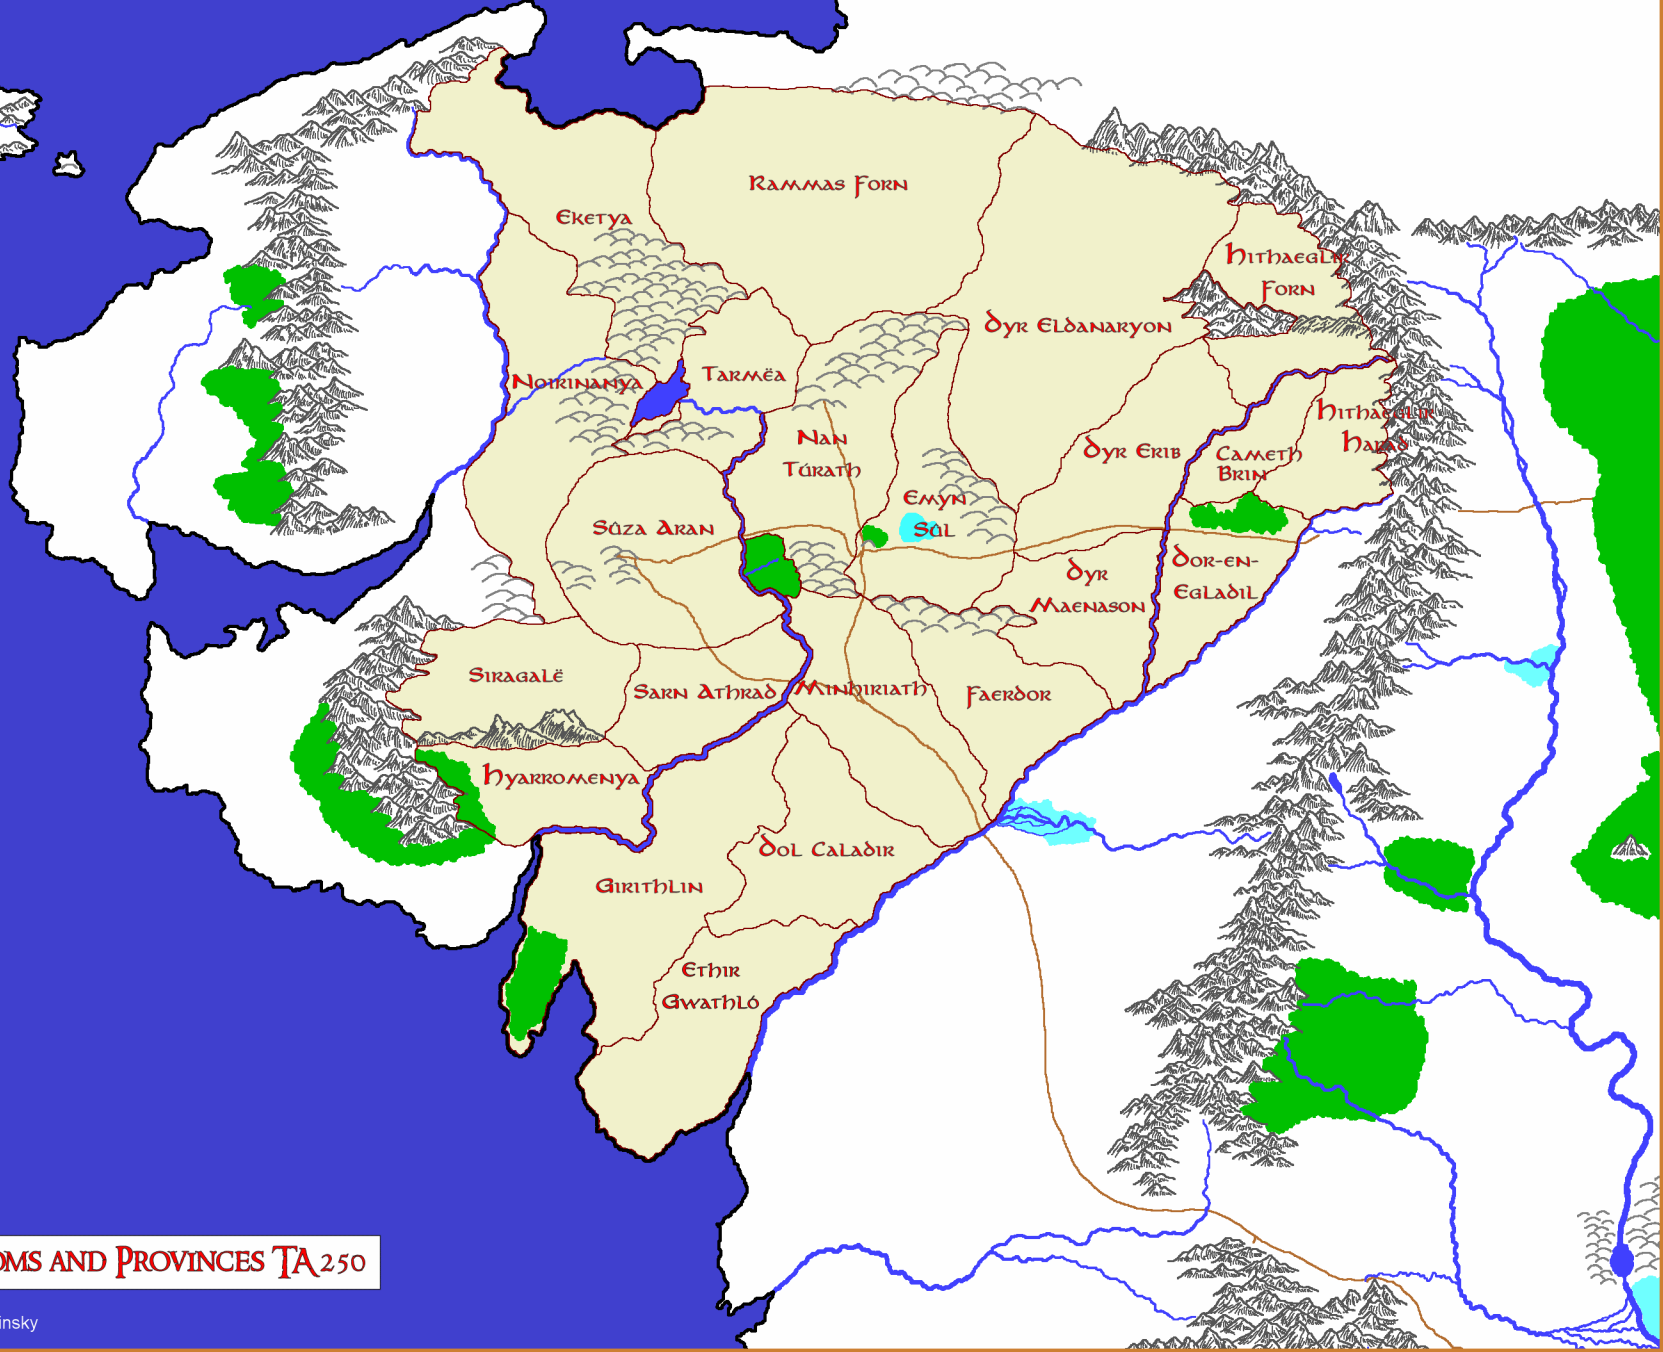 Rammas Forn
Eketya
Hithaeglir
Forn
Dyr Eldanaryon
Noirinanya
Tarmëa
Hithaeglir
Harad
Nan
Túrath
Dyr Erib
Cameth
Brin
Emyn
Sûl
Sûza Aran
Dor-en-
Egladil
Dyr
Maenason
Siragalë
Sarn Athrad
Minhiriath
Faerdor
Hyarromenya
Dol Caladir
Girithlin
Ethir
Gwathló
and Provinces TA 250